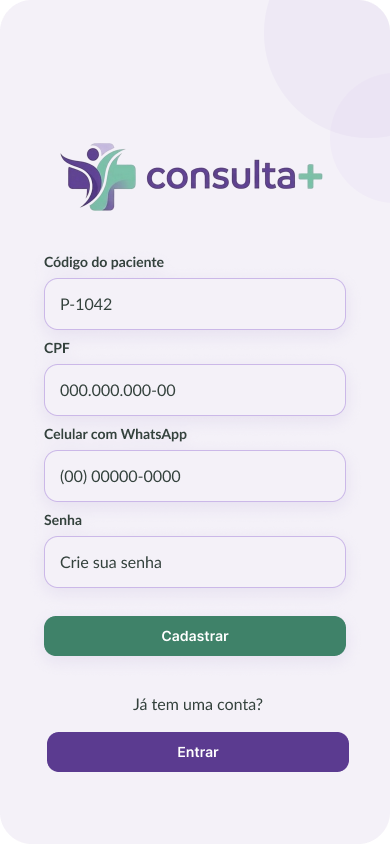 consulta+
Código do paciente
P-1042
CPF
000.000.000-00
Celular com WhatsApp
(00) 00000-0000
Senha
Crie sua senha
Cadastrar
Já tem uma conta?
Entrar